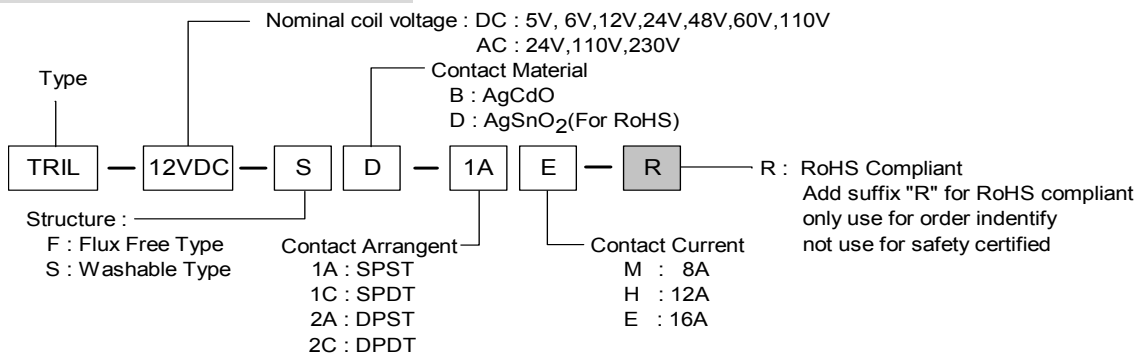 Nominal coil voltage : DC : 5V, 6V,12V,24V,48V,60V,110V
AC : 24V,110V,230V
Type
Contact Material
B : AgCdO
D : AgSnO2(For RoHS)
TRIL — 12VDC — S D — 1A E — R
R : RoHS Compliant
Add suffix "R" for RoHS compliant
only use for order indentify
not use for safety certified
Structure :
F : Flux Free Type
S : Washable Type
Contact Arrangent
1A : SPST
1C : SPDT
2A : DPST
2C : DPDT
Contact Current
M : 8A
H : 12A
E : 16A